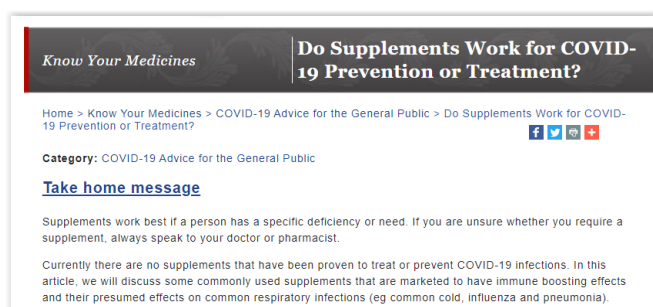 Know Your Medicines
Do Supplements Work for COVID-
19 Prevention or Treatment?
Home > Know Your Medicines > COVID-19 Advice for the General Public > Do Supplements Work for COVID-
19 Prevention or Treatment?
Category: COVID-19 Advice for the General Public
Take home message
Supplements work best if a person has a specific deficiency or need. If you are unsure whether you require a
supplement, always speak to your doctor or pharmacist.
Currently there are no supplements that have been proven to treat or prevent COVID-19 infections. In this
article, we will discuss some commonly used supplements that are marketed to have immune boosting effects
and their presumed effects on common respiratory infections (eg common cold, influenza and pneumonia).